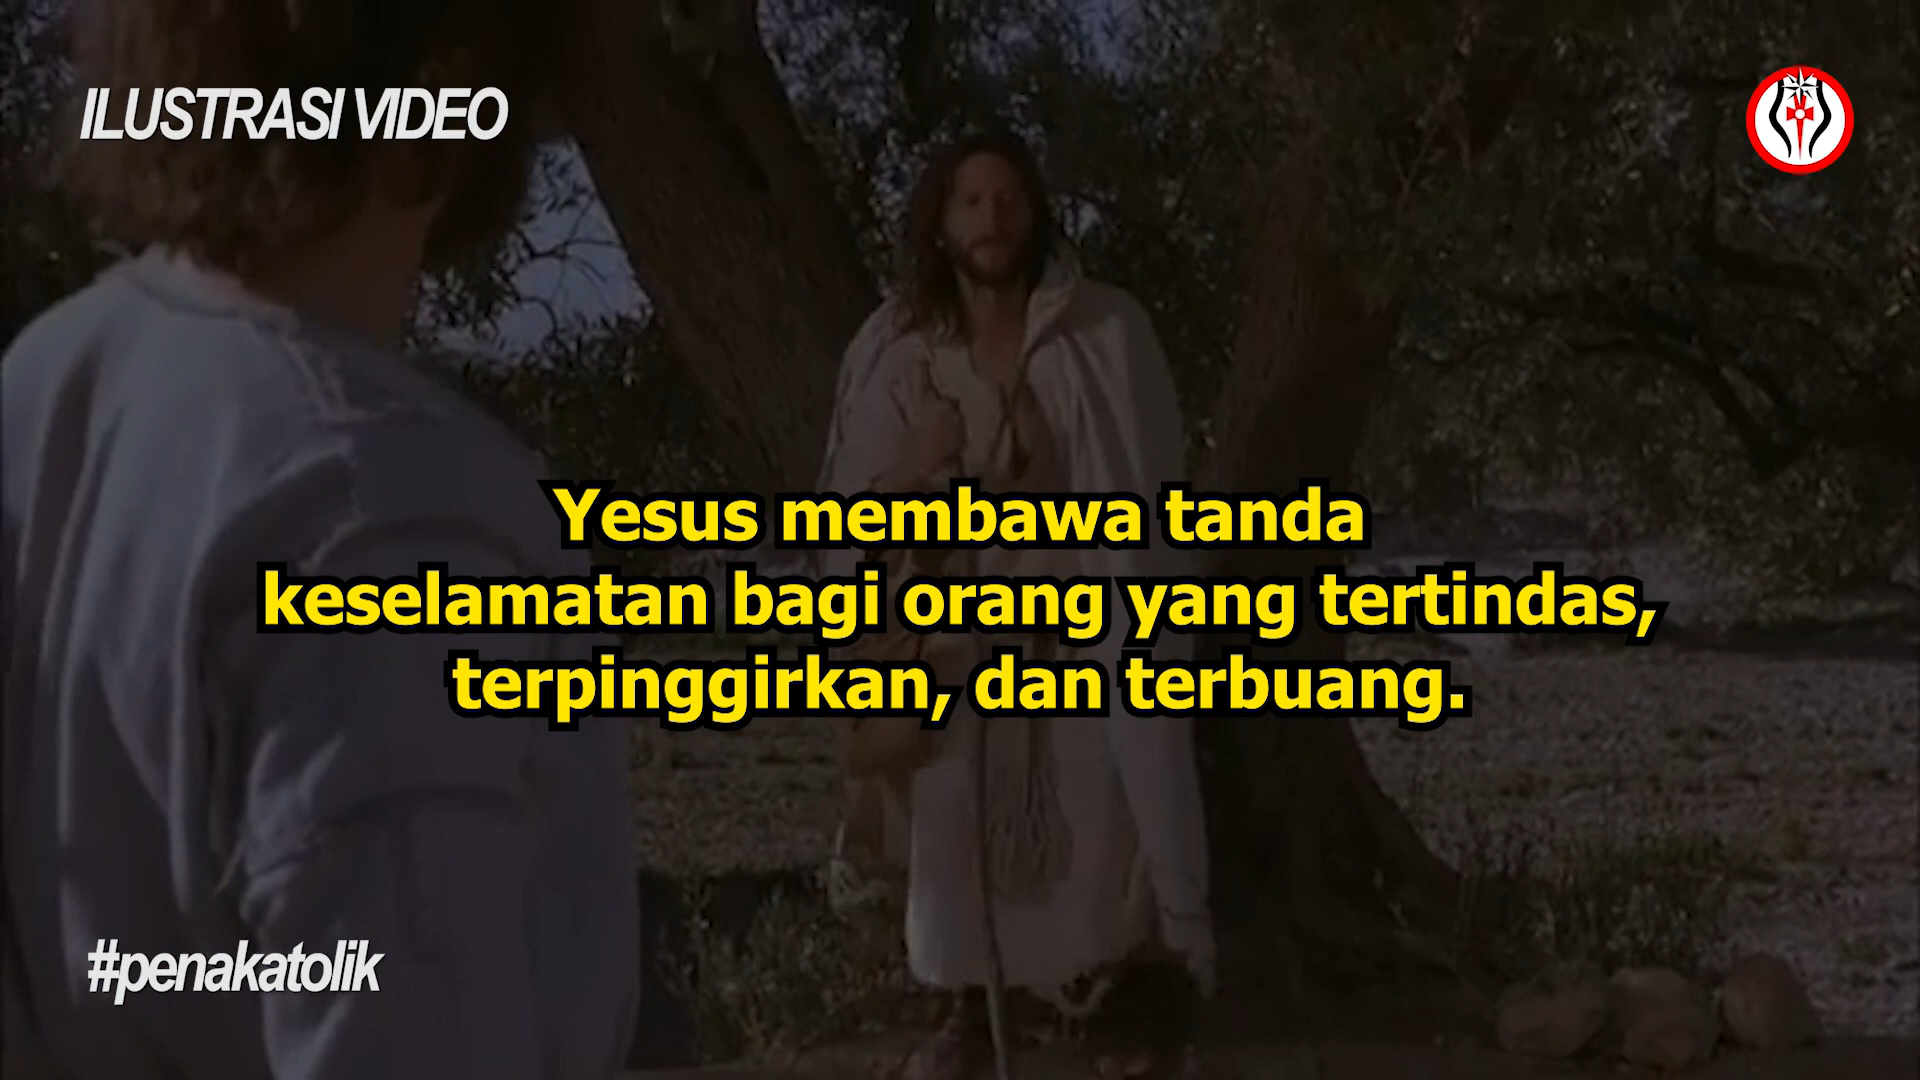 ILUSTRASI VIDEO
Yesus membawa tanda
keselamatan bagi orang yang tertindas,
terpinggirkan, dan terbuang.
#penakatolik